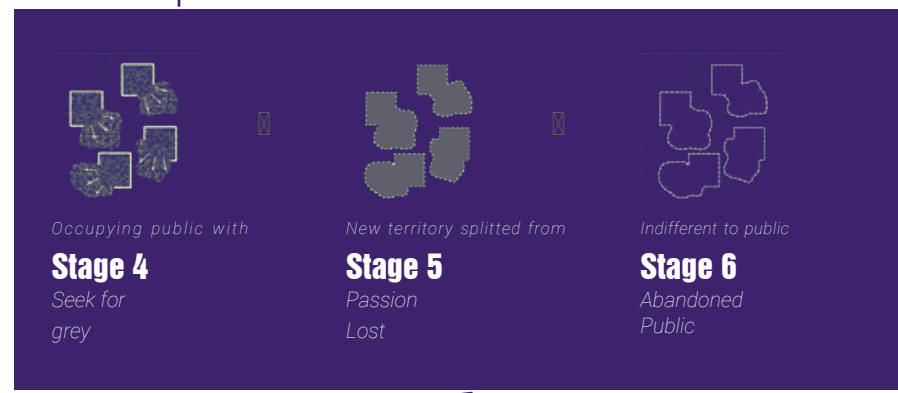 Occupying public with
Stage 4
Seek for
grey
New territory splitted from
Stage 5
Passion
Lost
Indifferent to public
Stage 6
Abandoned
Public